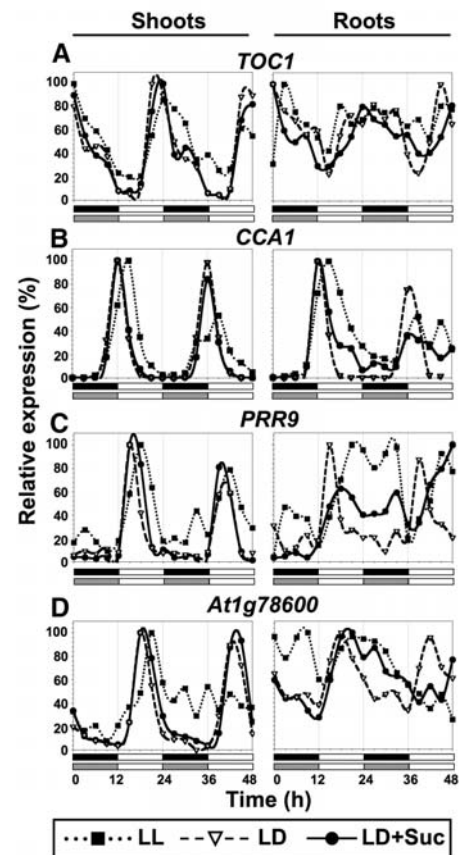 Shoots Roots
A TOC1
100
80
60
40
20
0
B CCA1
100
80
60
40
20
0
C PRR9
100
80
60
40
20
0
D At1g78600
100
80
60
40
20
0
Relative expression (%)
0 12 24 36 48 0 12 24 36 48
Time (h)
LL LD LD+Suc